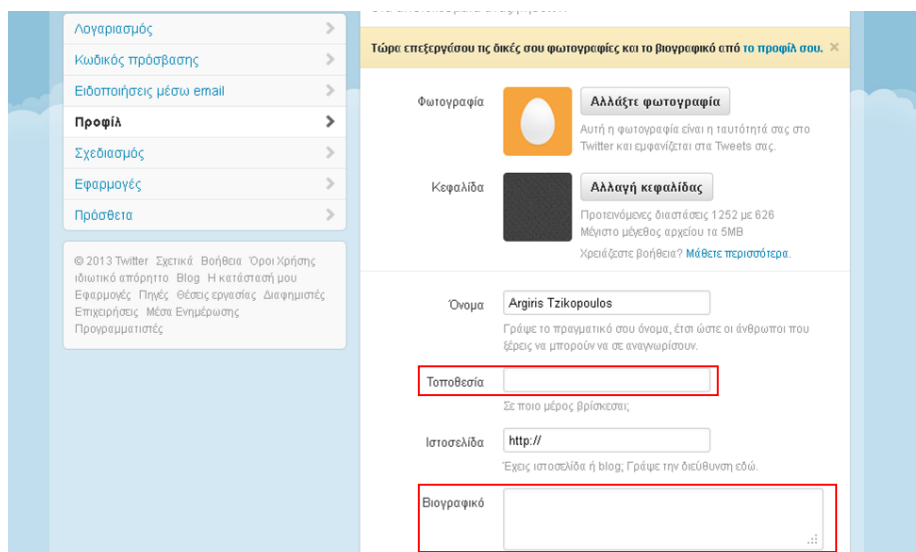 Λογαριασμός
Κωδικός πρόσβασης
Ειδοποιήσεις μέσω email
Προφίλ
Σχεδιασμός
Εφαρμογές
Πρόσθετα
© 2013 Twitter Σχετικά Βοήθεια Όροι Χρήσης
ιδιωτικό απόρρητο Blog Η κατάστασή μου
Εφαρμογές Πηγές Θέσεις εργασίας Διαφημιστές
Επιχειρήσεις Μέσα Ενημέρωσης
Προγραμματιστές
Τώρα επεξεργάσου τις δικές σου φωτογραφίες και το βιογραφικό από το προφίλ σου. ×
Φωτογραφία
Αλλάξτε φωτογραφία
Αυτή η φωτογραφία είναι η ταυτότητά σας στο
Twitter και εμφανίζεται στα Tweets σας.
Κεφαλίδα
Αλλαγή κεφαλίδας
Προτεινόμενες διαστάσεις 1252 με 626
Μέγιστο μέγεθος αρχείου τα 5MB
Χρειάζεστε βοήθεια? Μάθετε περισσότερα.
Όνομα
Argiris Tzikopoulos
Γράψε το πραγματικό σου όνομα, έτσι ώστε οι άνθρωποι που
ξέρεις να μπορούν να σε αναγνωρίσουν.
Τοποθεσία
Σε ποιο μέρος βρίσκεσαι;
Ιστοσελίδα
http://
Έχεις ιστοσελίδα ή blog; Γράψε την διεύθυνση εδώ.
Βιογραφικό